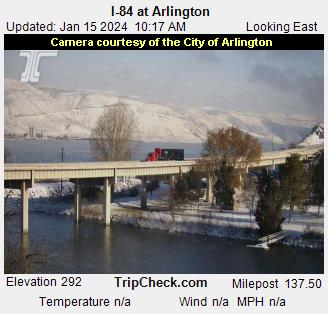 I-84 at Arlington
Updated: Jan 15 2024 10:17 AM Looking East
Camera courtesy of the City of Arlington
Elevation 292 TripCheck.com Milepost 137.50
Temperature n/a Wind n/a MPH n/a